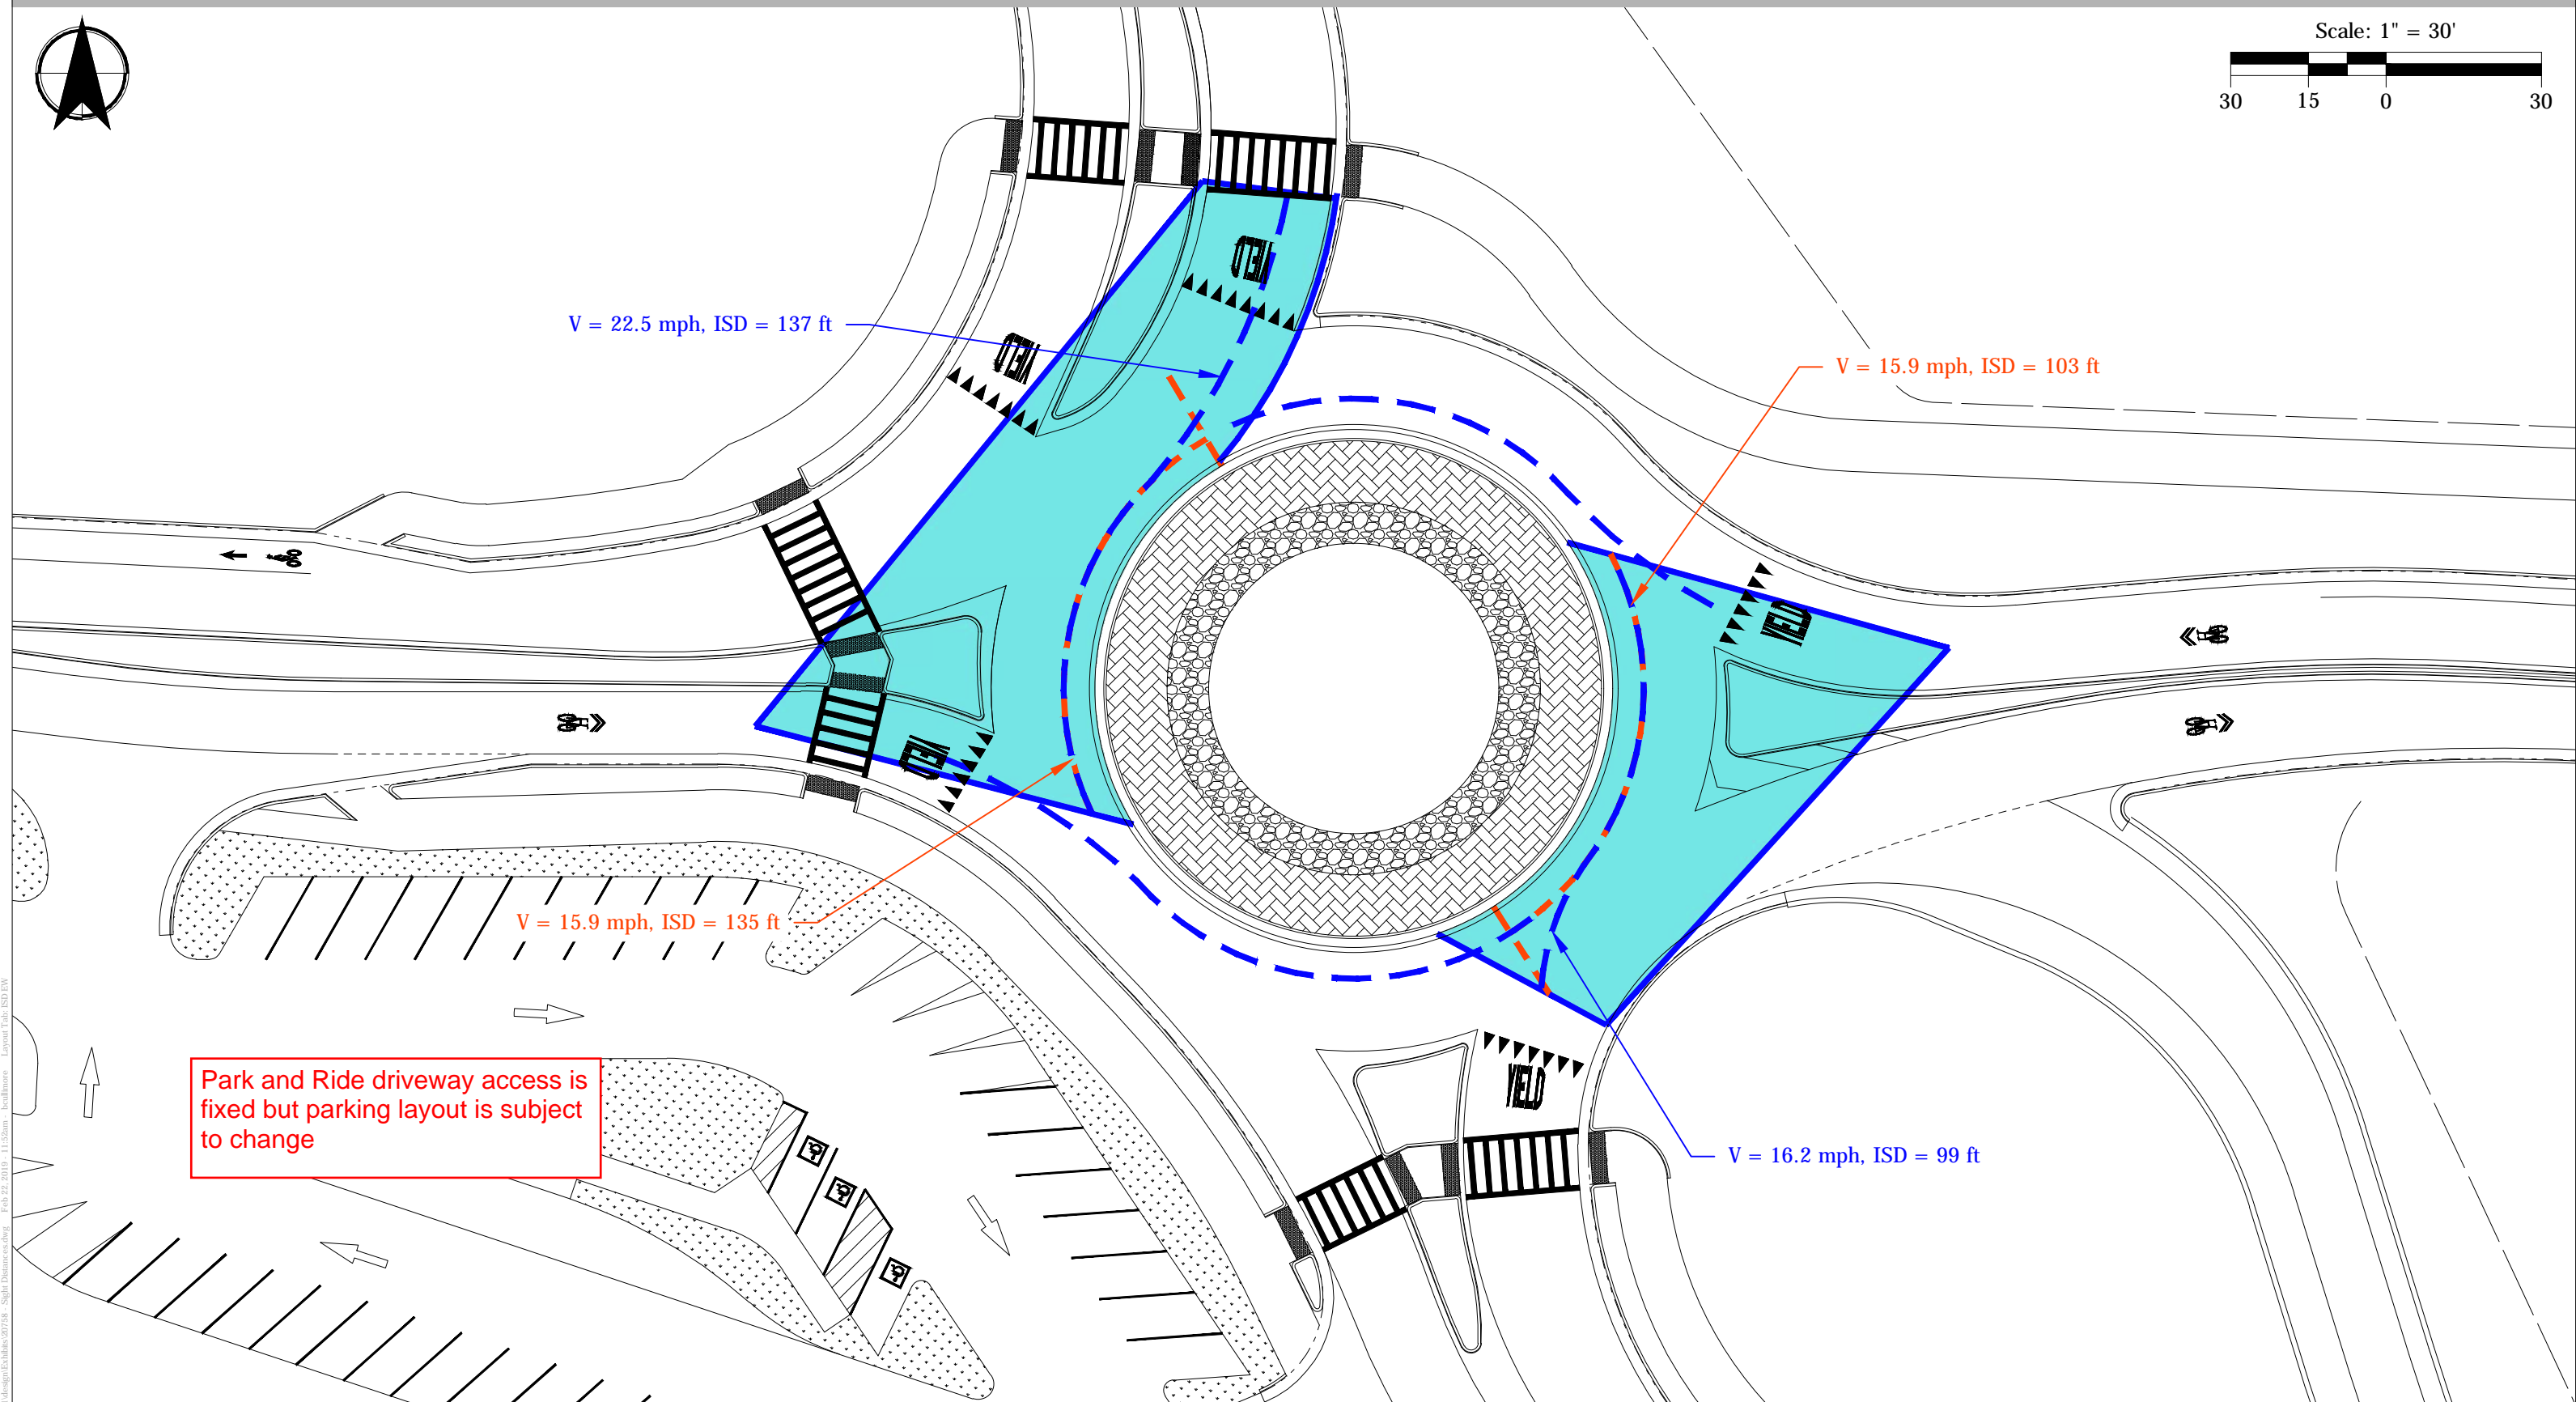 Scale: 1" = 30'
30 15 0 30
V = 22.5 mph, ISD = 137 ft
V = 15.9 mph, ISD = 103 ft
YIELD
YIELD
YIELD
YIELD
YIELD
V = 15.9 mph, ISD = 135 ft
Park and Ride driveway access is
fixed but parking layout is subject
to change
YIELD
V = 16.2 mph, ISD = 99 ft